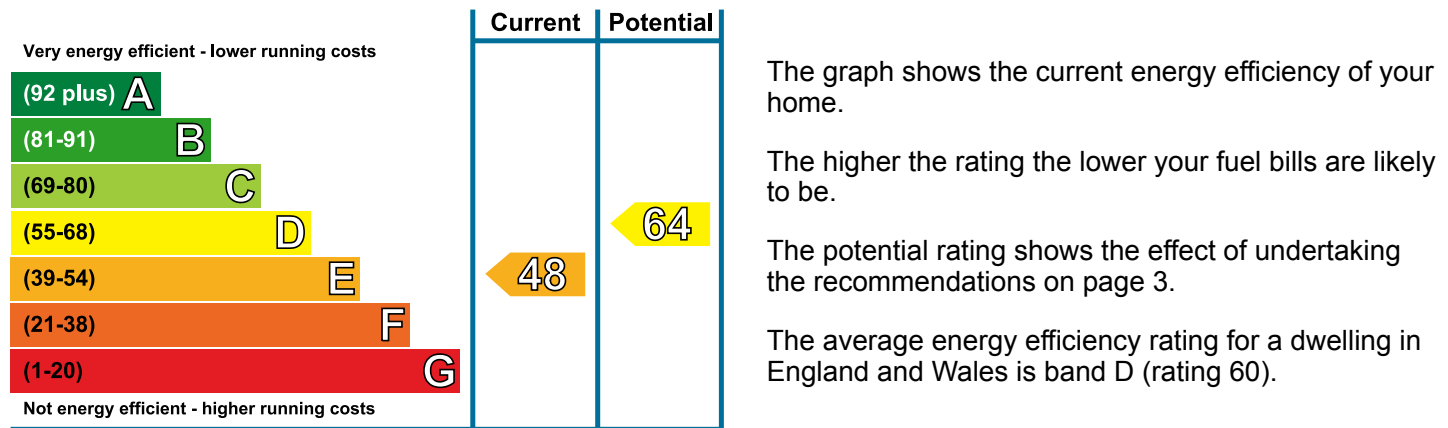 Current Potential
Very energy efficient - lower running costs
(92 plus) A
(81-91) B
(69-80) C
(55-68) D
(39-54) E
(21-38) F
(1-20) G
Not energy efficient - higher running costs
64
48
The graph shows the current energy efficiency of your
home.
The higher the rating the lower your fuel bills are likely
to be.
The potential rating shows the effect of undertaking
the recommendations on page 3.
The average energy efficiency rating for a dwelling in
England and Wales is band D (rating 60).